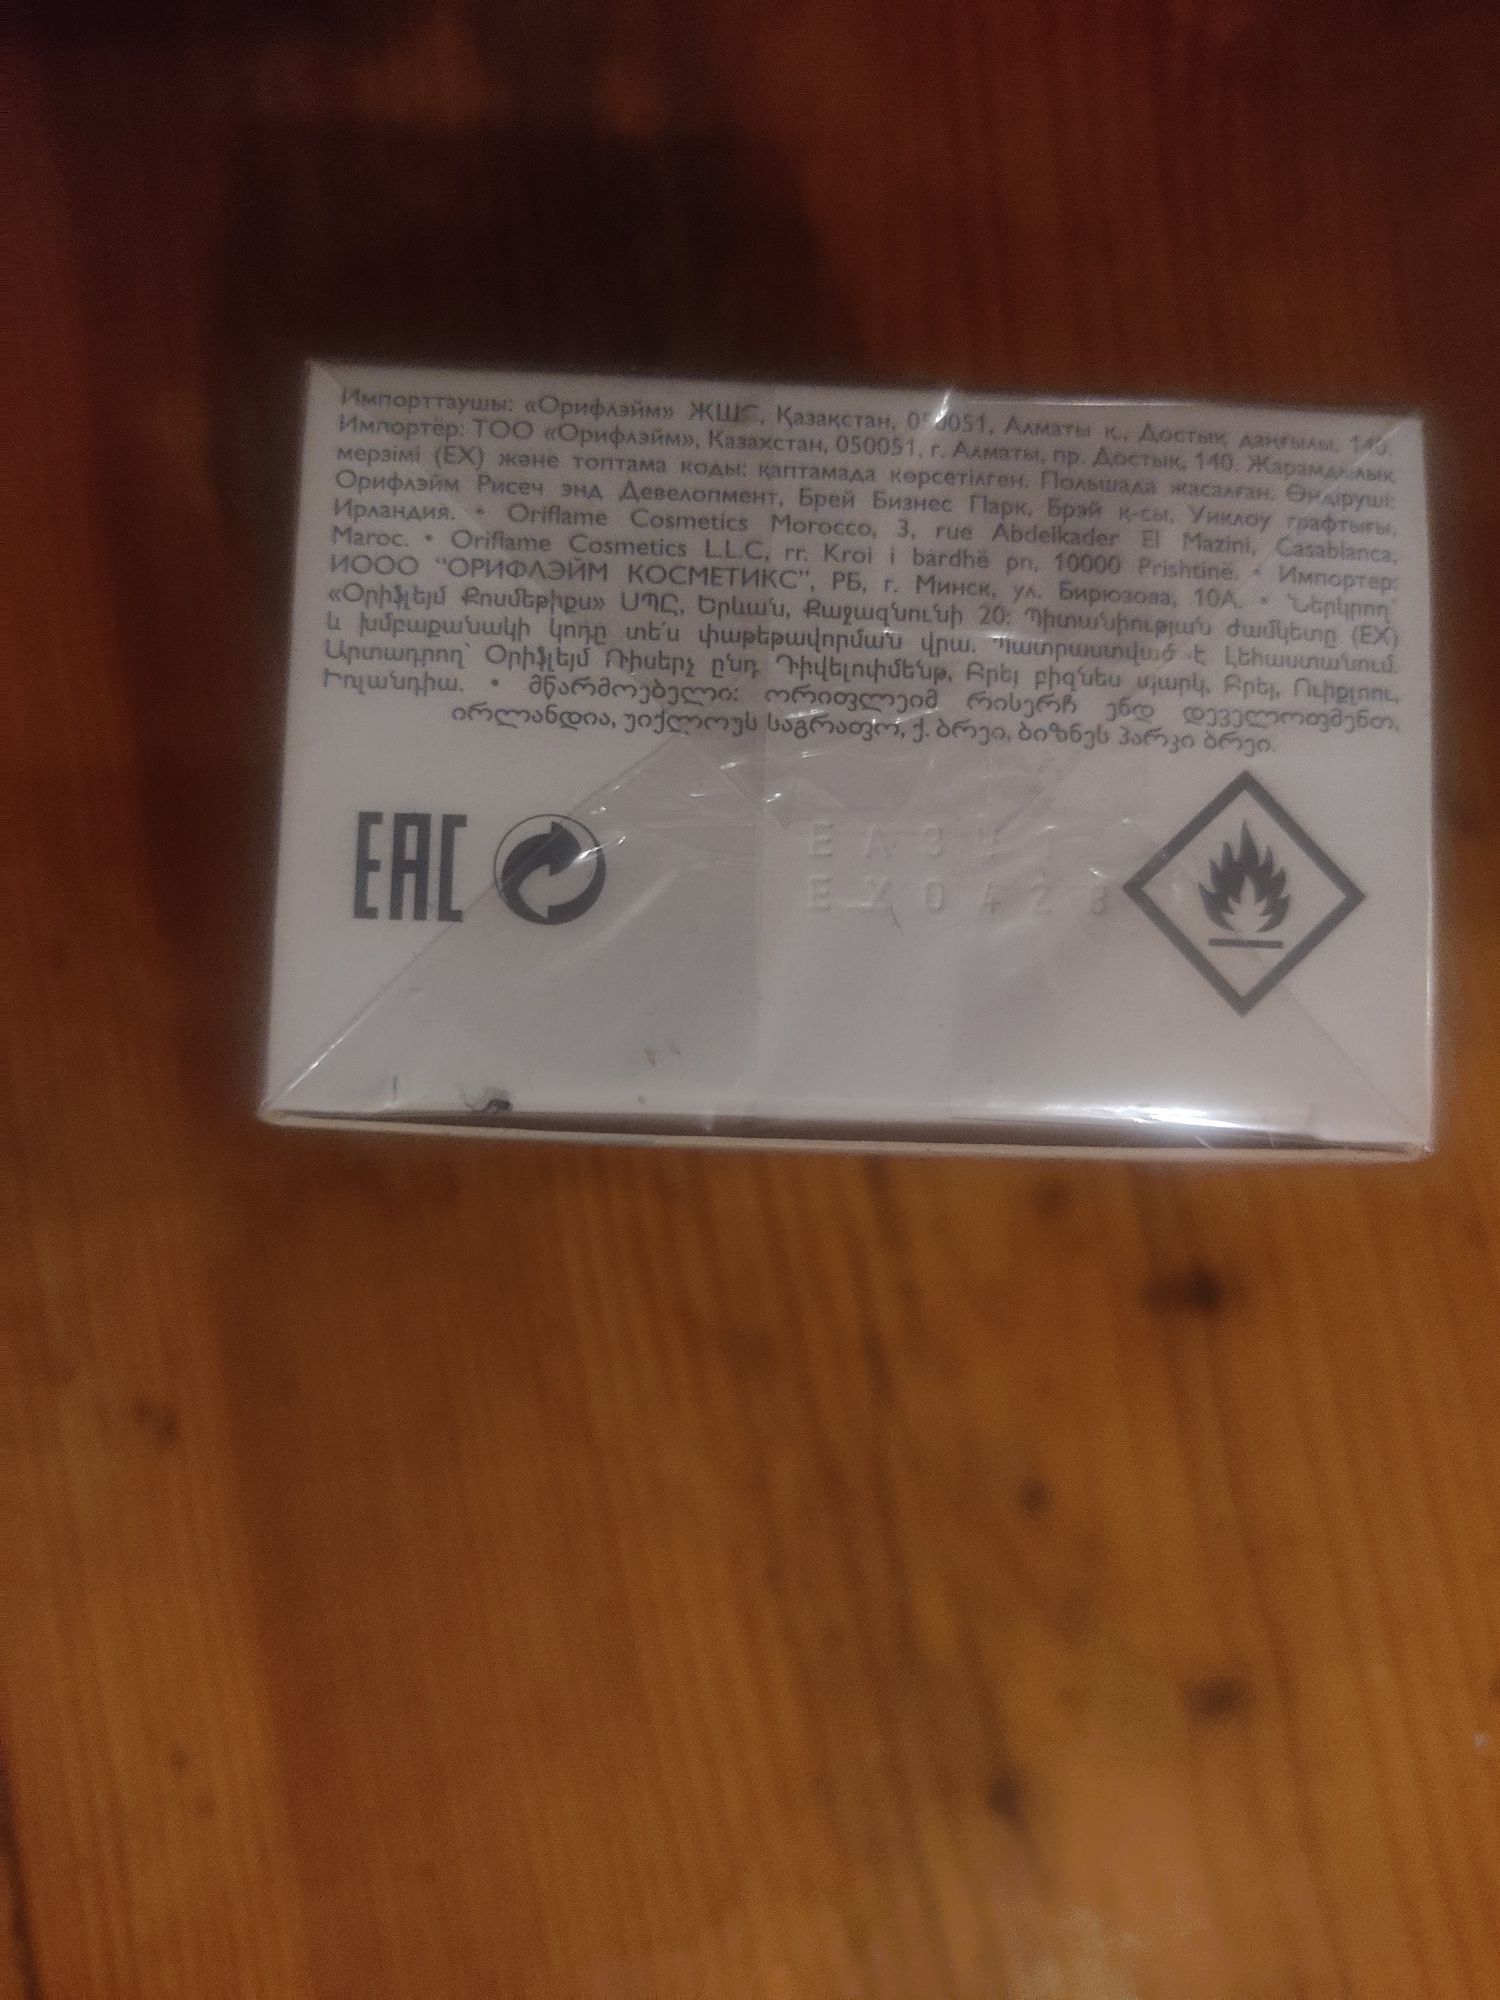 Импорттаушы: «Орифлэйм» ЖШС, Қазақстан, 050051, Алматы қ., Достық даңғылы, 140.
Импортёр: ТОО «Орифлэйм», Казахстан, 050051, г. Алматы, пр. Достык, 140. Жарамдылық
мерзімі (EX) және топтама коды: қаптамада көрсетілген. Польшада жасалған. Өндіруші:
Орифлэйм Рисеч энд Девелопмент, Брей Бизнес Парк, Брэй қ-сы, Уиклоу графтығы,
Ирландия. • Oriflame Cosmetics Morocco, 3, rue Abdelkader El Mazini, Casablanca,
Maroc. • Oriflame Cosmetics L.L.C, rr. Kroi i bardhë pn, 10000 Prishtinë. • Импортер:
ИООО "ОРИФЛЭЙМ КОСМЕТИКС", РБ, г. Минск, ул. Бирюзова, 10А. • Ներկրող՝
«Օրիֆլեյմ Քոսմեթիքս» ՍՊԸ, Երևան, Քաջազնունի 20: Պիտանիության ժամկետը (EX)
և խմբաքանակի կոդը տե՛ս փաթեթավորման վրա. Պատրաստված է Լեհաստանում.
Արտադրող՝ Օրիֆլեյմ Ռիսերչ ընդ Դիվելոփմենթ, Բրեյ բիզնես պարկ, Բրեյ, Ուիքլոու,
Իռլանդիա. • მწარმოებელი: ორიფლეიმ რისერჩ ენდ დეველოფმენთ,
ირლანდია, უიქლოუს საგრაფო, ქ. ბრეი, ბიზნეს პარკი ბრეი.
EAC
EX0428